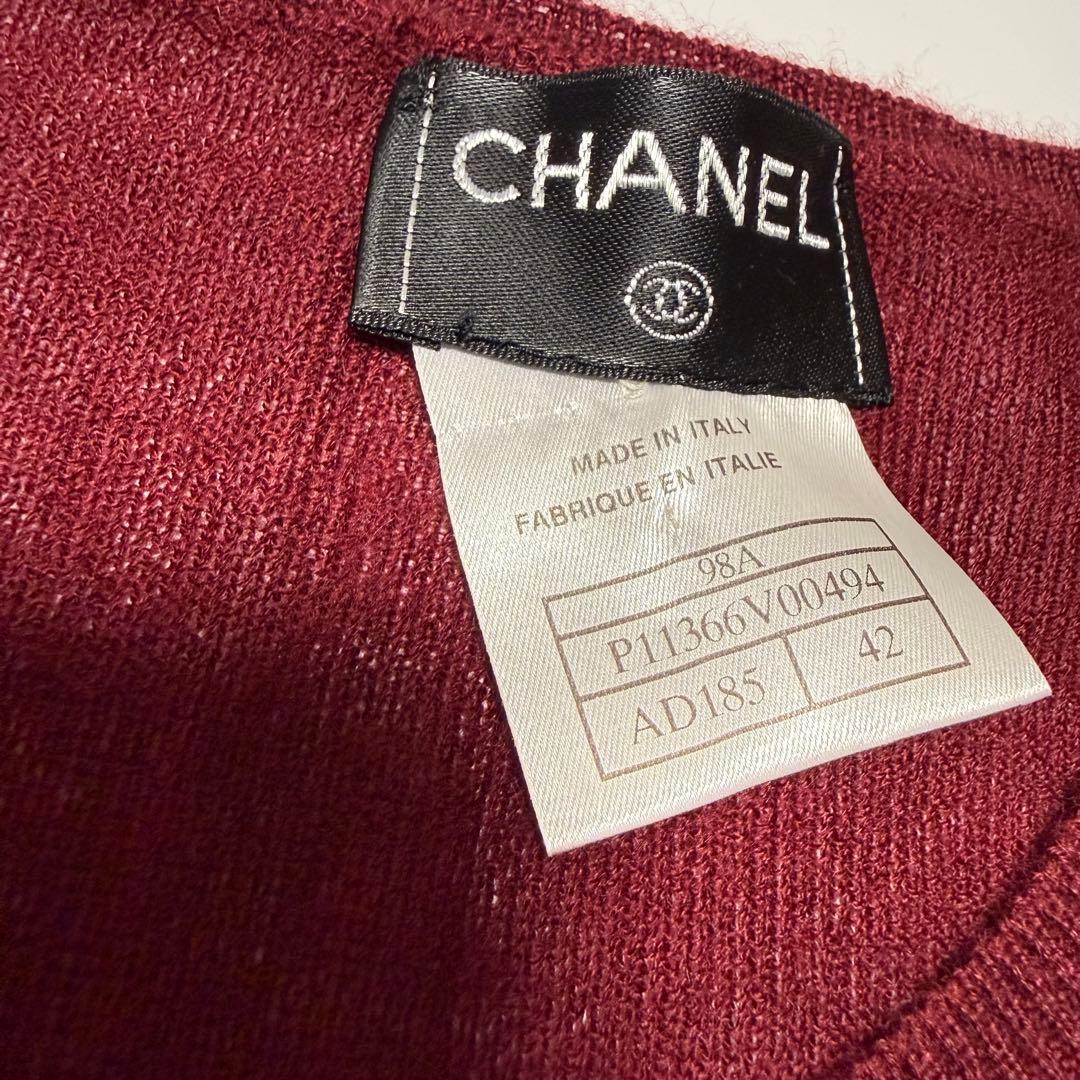 CHANEL
MADE IN ITALY
FABRIQUE EN ITALIE
98A
P11366V00494
AD185 42